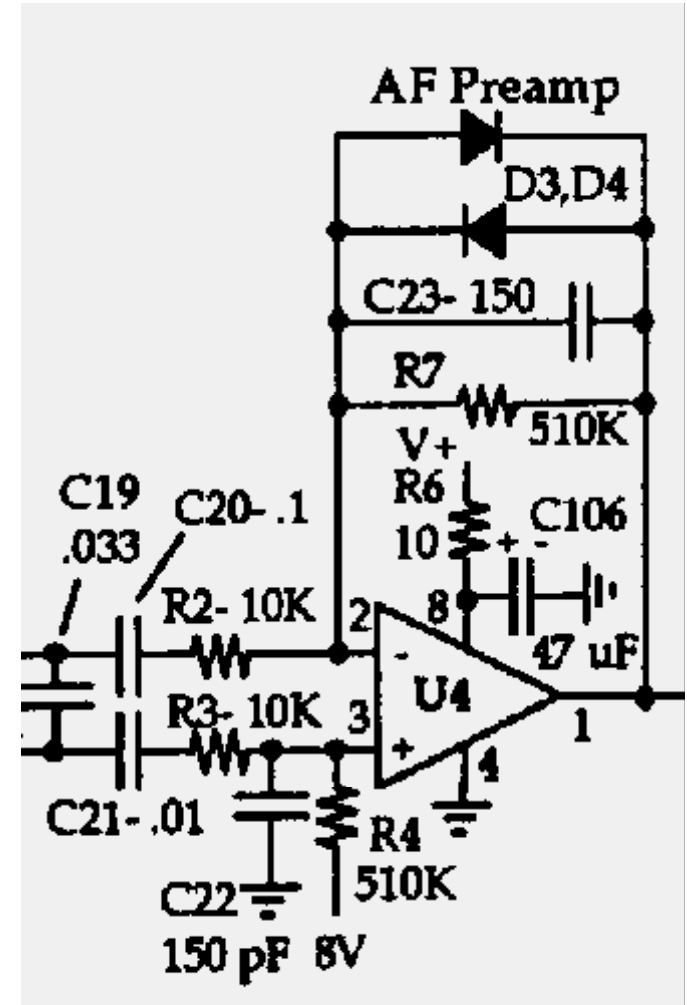 AF Preamp
D3,D4
C23- 150
R7
510K
V+
R6
10
C106
+ -
47 uF
C19
.033
C20- .1
R2- 10K
2
8
-
U4
1
R3- 10K
3
+
4
C21- .01
R4
510K
C22
150 pF
8V